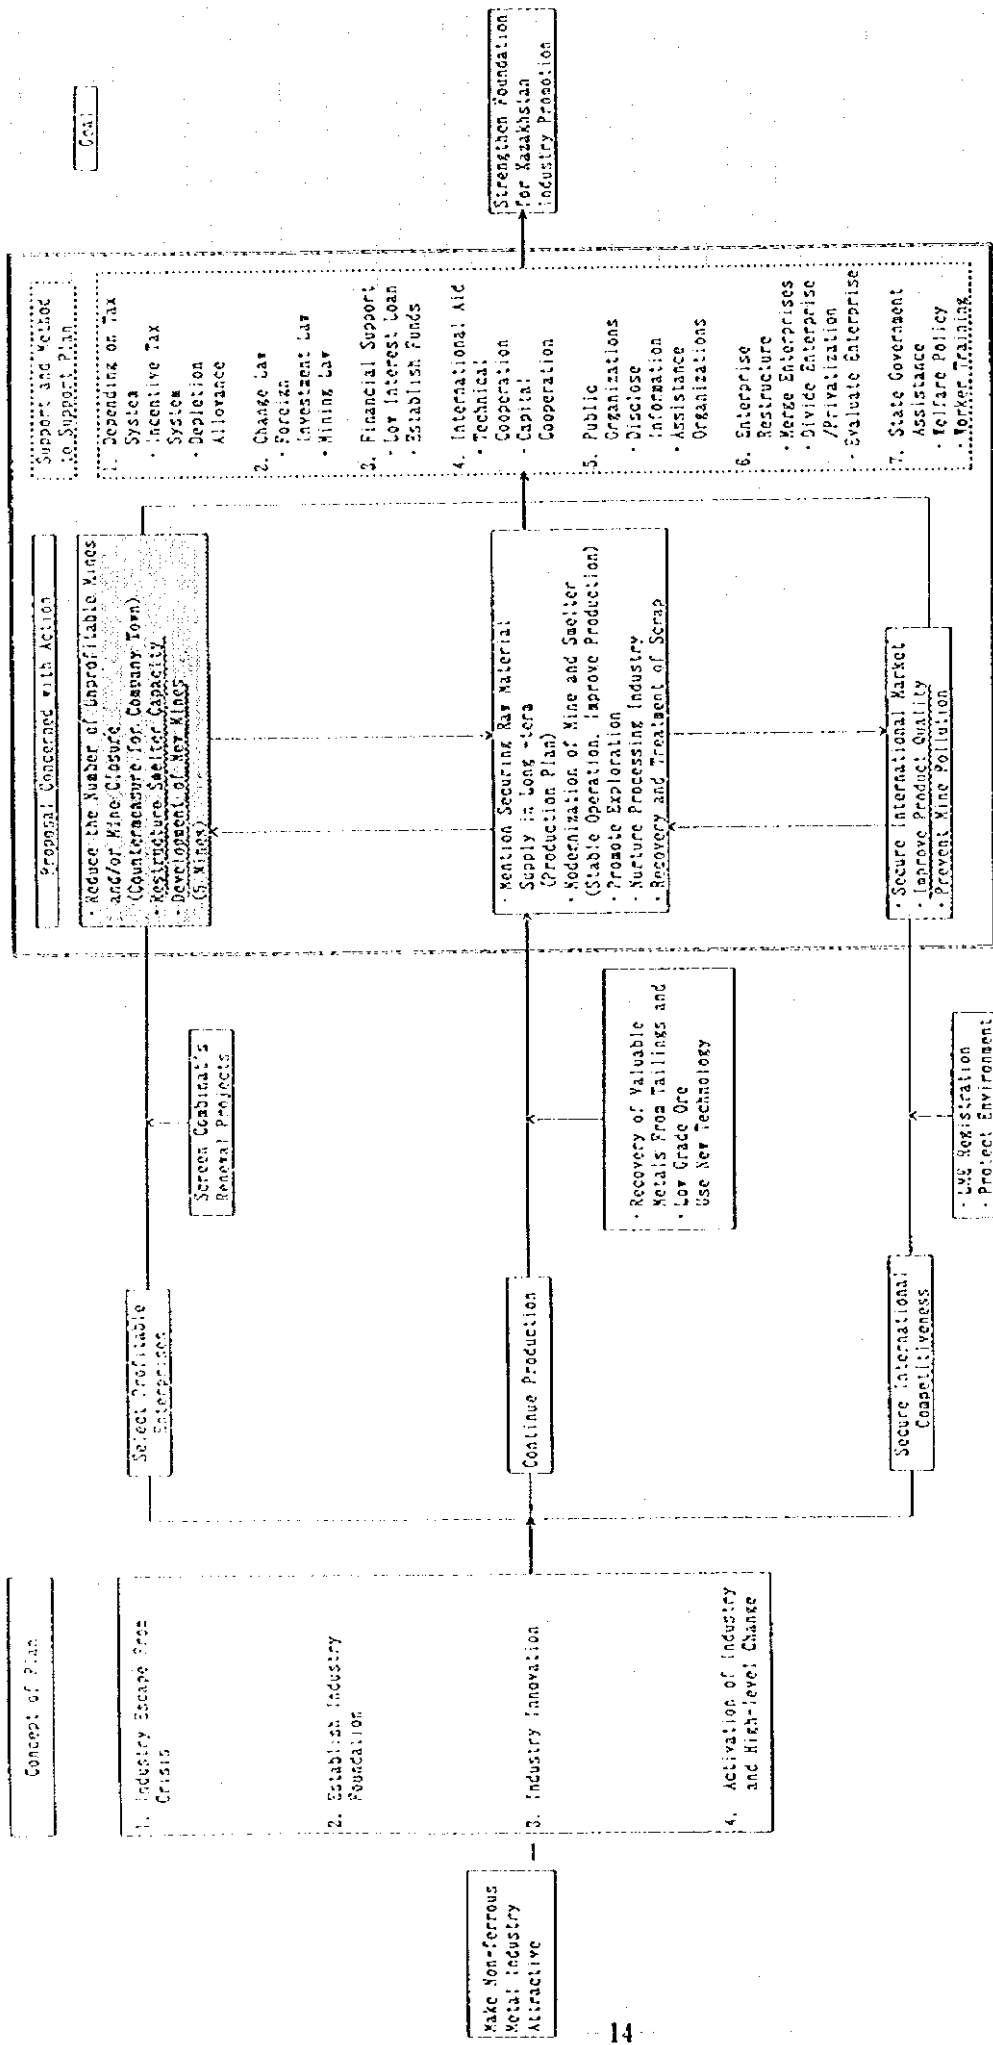 Concept of Plan
Proposal Concerned with Action
Support and Method
to Support Plan
Goal
Make Non-ferrous
Metal Industry
Attractive
1. Industry Escape From
Crisis
2. Establish Industry
Foundation
3. Industry Innovation
4. Activation of Industry
and High-level Change
Select Profitable
Enterprises
Screen Combinat's
Renewal Projects
Continue Production
· Recovery of Valuable
Metals From Tailings and
· Low Grade Ore
Use New Technology
Secure International
Competitiveness
· LME Registration
· Protect Environment
· Reduce the Number of Unprofitable Mines
and/or Mine Closure
(Countermeasure for Company Town)
· Restructure Smelter Capacity
· Development of New Mines
(5 Mines)
· Mention Securing Raw Material
Supply in Long -term
(Production Plan)
· Modernization of Mine and Smelter
(Stable Operation, Improve Production)
· Promote Exploration
· Nurture Processing Industry
· Recovery and Treatment of Scrap
· Secure International Market
· Improve Product Quality
· Prevent Mine Pollution
1. Depending on Tax
System
· Incentive Tax
System
· Depletion
Allowance
2. Change Law
· Foreign
Investment Law
· Mining Law
3. Financial Support
· Low Interest Loan
· Establish Funds
4. International Aid
· Technical
Cooperation
· Capital
Cooperation
5. Public
Organizations
· Disclose
Information
· Assistance
Organizations
6. Enterprise
Restructure
· Merge Enterprises
· Divide Enterprise
/Privatization
· Evaluate Enterprise
7. State Government
Assistance
· Welfare Policy
· Worker Training
Strengthen Foundation
for Kazakhstan
Industry Promotion
14